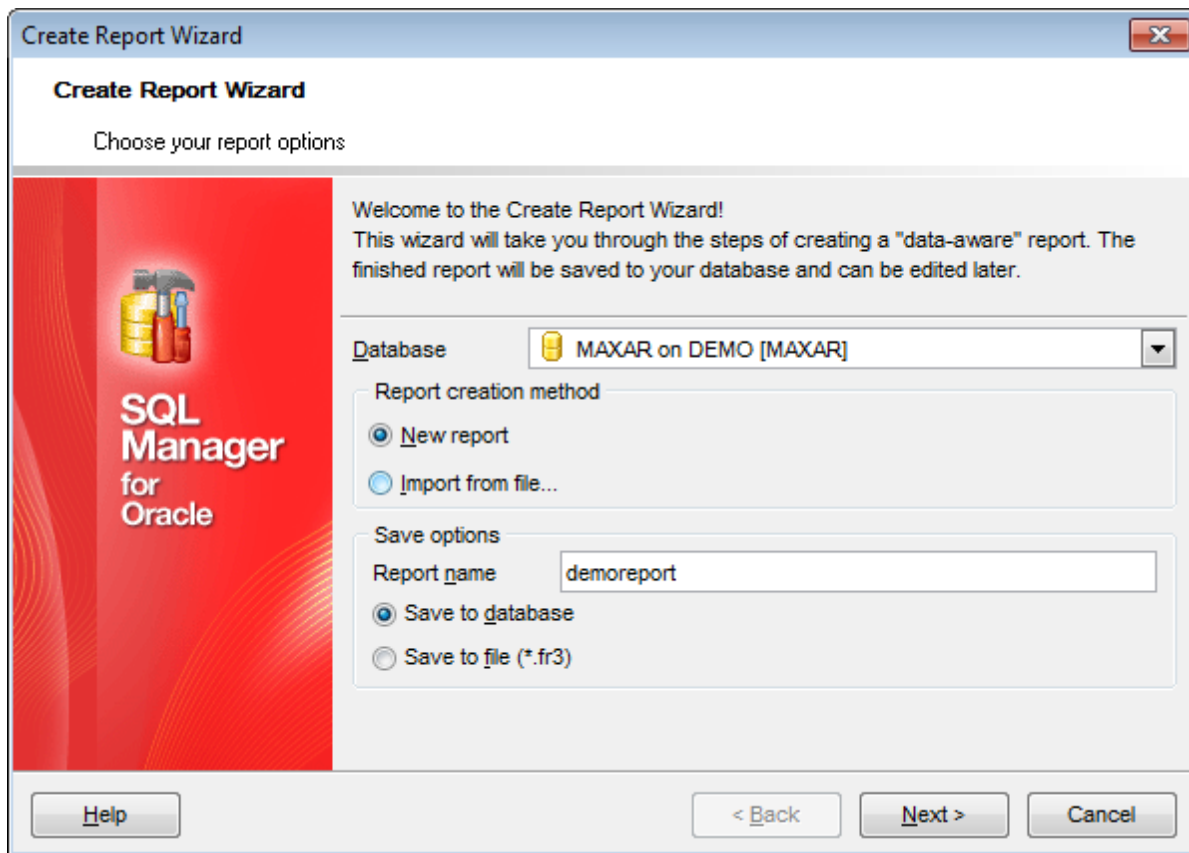 Create Report Wizard
Create Report Wizard
Choose your report options
SQL
Manager
for
Oracle
Welcome to the Create Report Wizard!
This wizard will take you through the steps of creating a "data-aware" report. The
finished report will be saved to your database and can be edited later.
Database MAXAR on DEMO [MAXAR]
Report creation method
New report
Import from file...
Save options
Report name demoreport
Save to database
Save to file (*.fr3)
Help < Back Next > Cancel